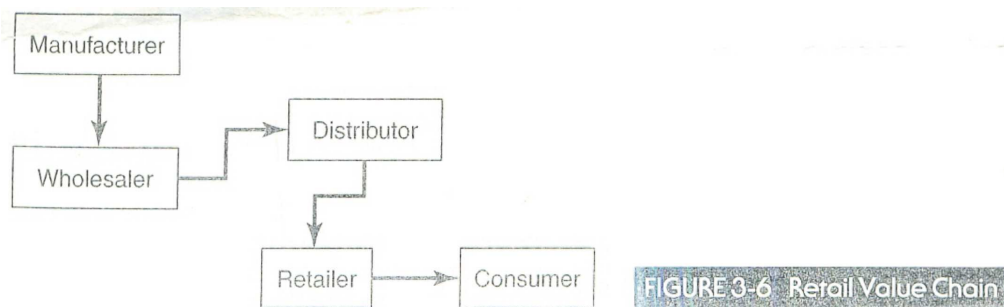 Manufacturer
Distributor
Wholesaler
Retailer
Consumer
FIGURE 3-6 Retail Value Chain